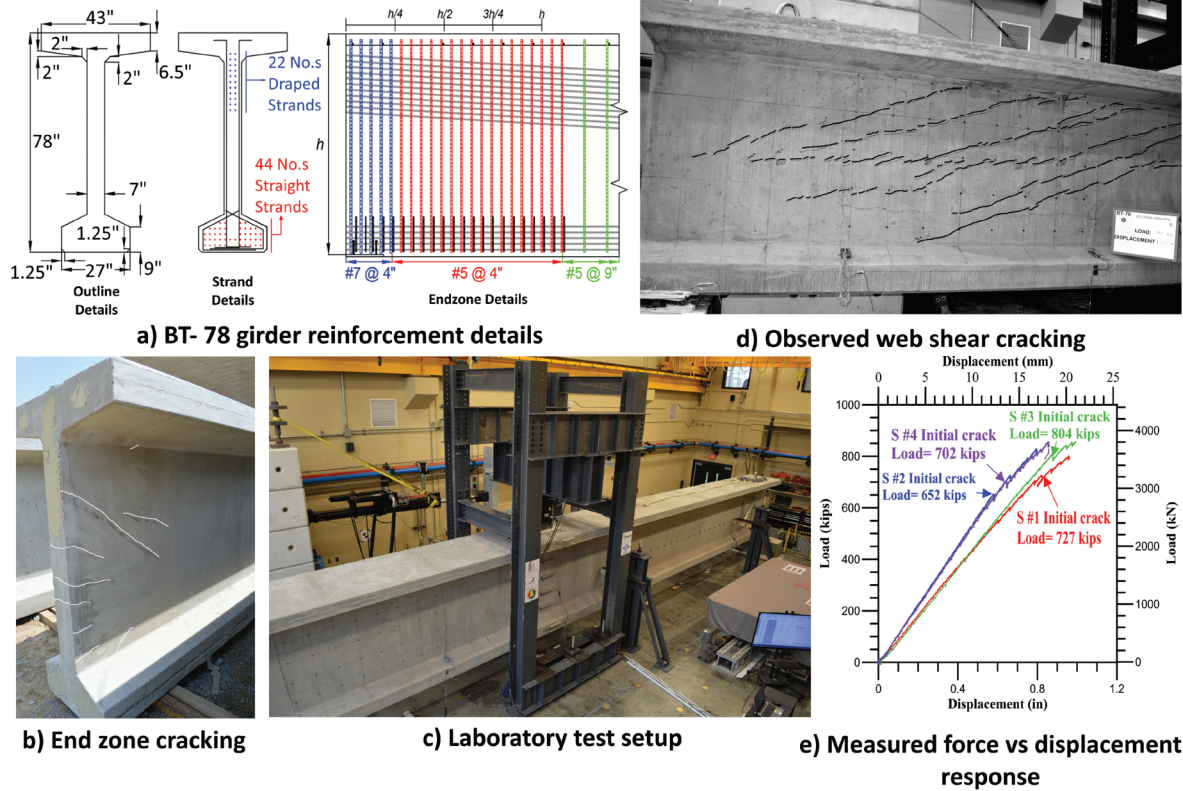 43"
2"
2"
2"
6.5"
78"
7"
1.25"
1.25"
27"
9"
Outline
Details
22 No.s
Draped
Strands
44 No.s
Straight
Strands
Strand
Details
h/4
h/2
3h/4
h
h
#7 @ 4"
#5 @ 4"
#5 @ 9"
Endzone Details
a) BT- 78 girder reinforcement details
BT-78
LOAD:
DISPLACEMENT
d) Observed web shear cracking
b) End zone cracking
c) Laboratory test setup
Displacement (mm)
0 5 10 15 20 25
1000
800
600
400
200
0
Load (kips)
4000
3000
2000
1000
0
Load (kN)
S #3 Initial crack
Load= 804 kips
S #4 Initial crack
Load= 702 kips
S #2 Initial crack
Load= 652 kips
S #1 Initial crack
Load= 727 kips
0 0.4 0.8 1.2
Displacement (in)
e) Measured force vs displacement
response